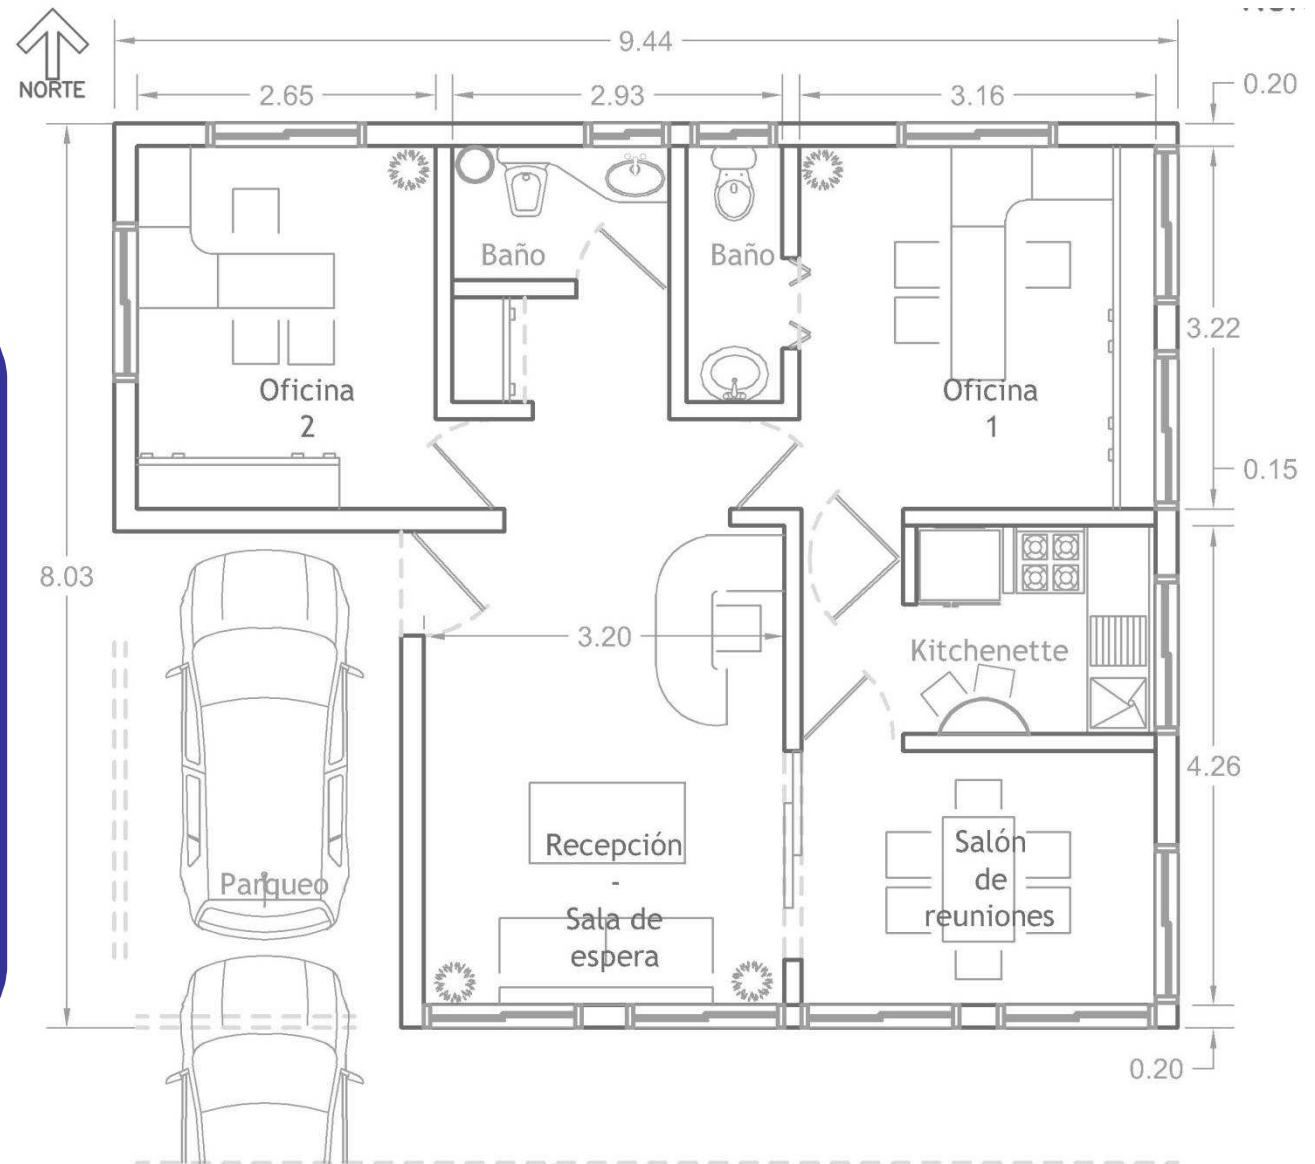 NORTE
9.44
2.65
2.93
3.16
0.20
Baño
Baño
3.22
Oficina
2
Oficina
1
0.15
8.03
3.20
Kitchenette
4.26
Recepción
-
Sala de
espera
Salón
de
reuniones
Parqueo
0.20